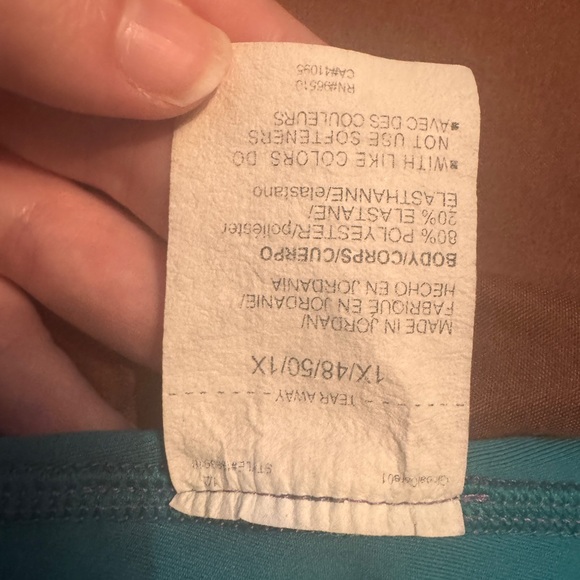 TEAR AWAY
1X/48/50/1X
MADE IN JORDAN/
FABRIQUÉ EN JORDANIE/
HECHO EN JORDANIA
BODY/CORPS/CUERPO
80% POLYESTER/poliéster
20% ELASTANE/
ELASTHANNE/elastano
*WITH LIKE COLORS. DO
NOT USE SOFTENERS
*AVEC DES COULEURS
RN#96510
CA#41095